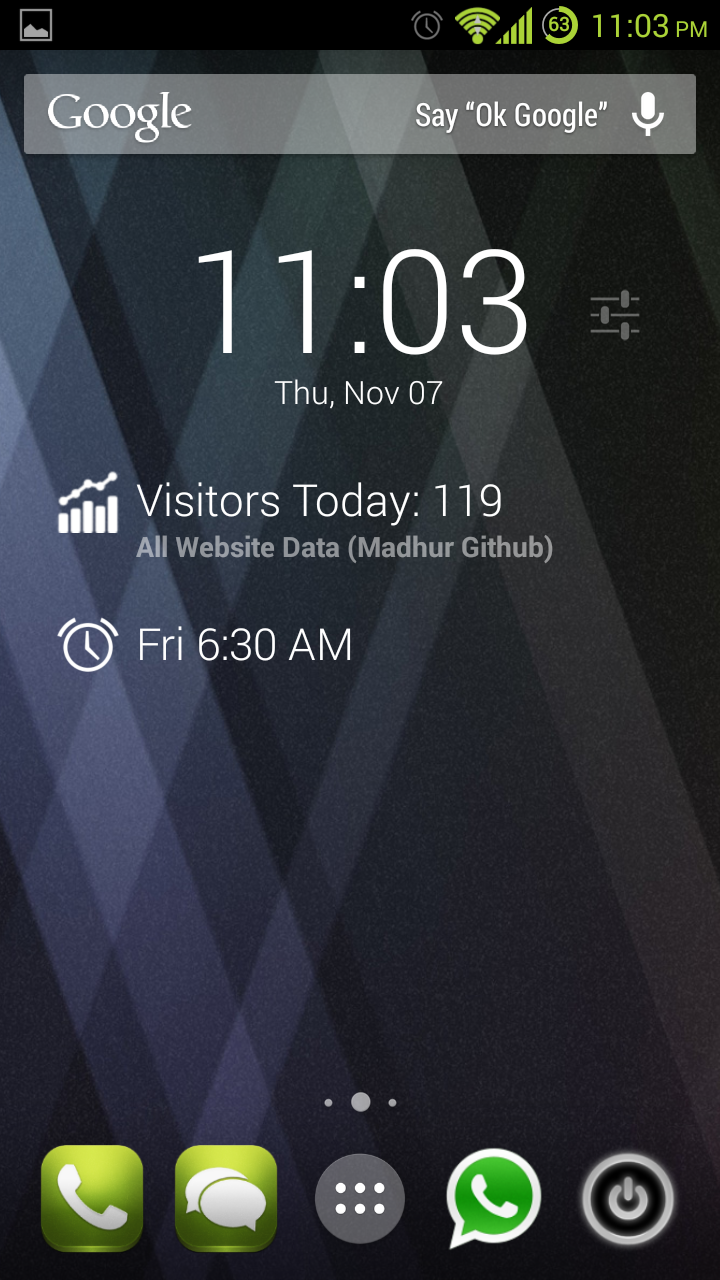 63 11:03 PM
Google Say “Ok Google”
11:03
Thu, Nov 07
Visitors Today: 119
All Website Data (Madhur Github)
Fri 6:30 AM